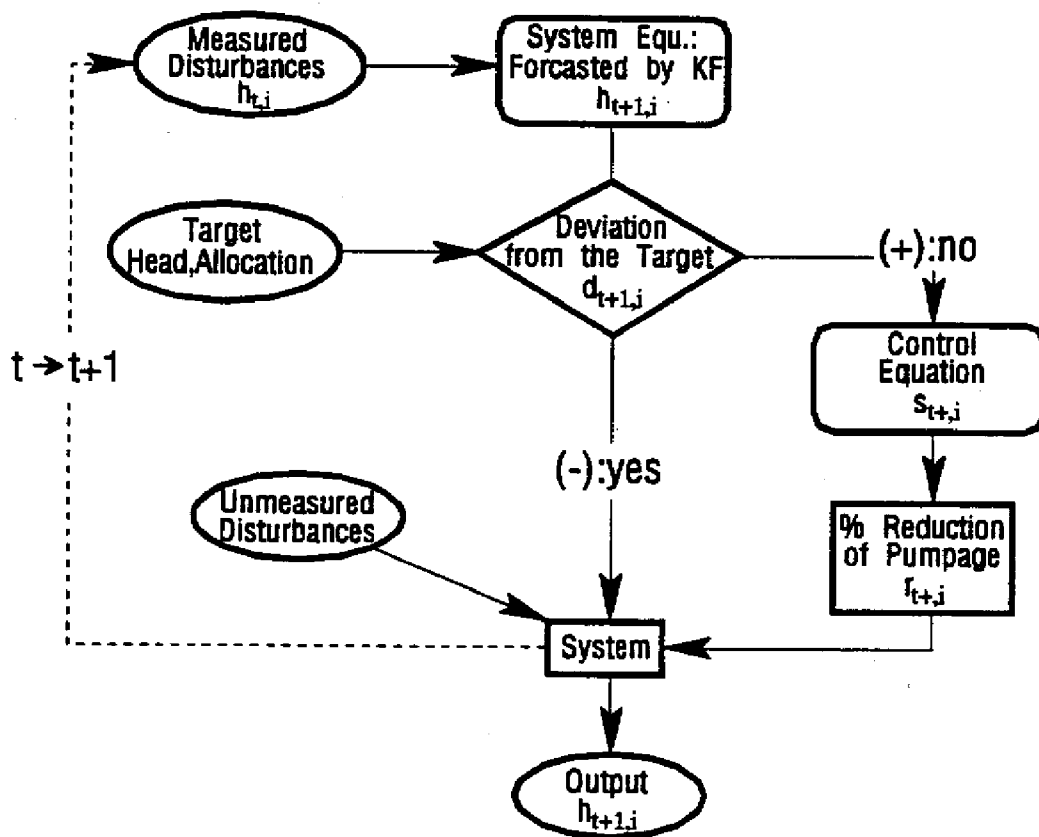 Measured
Disturbances
h_{t,i}
System Equ.:
Forcasted by KF
h_{t+1,i}
Target
Head,Allocation
Deviation
from the Target
d_{t+1,i}
(+):no
Control
Equation
s_{t+,i}
t → t+1
(-):yes
Unmeasured
Disturbances
% Reduction
of Pumpage
r_{t+,i}
System
Output
h_{t+1,i}